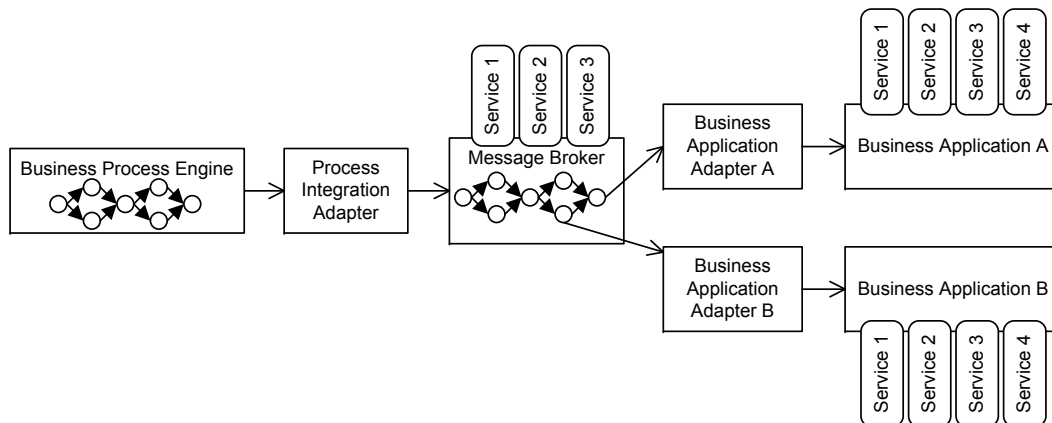 Business Process Engine
Process
Integration
Adapter
Service 1
Service 2
Service 3
Message Broker
Business
Application
Adapter A
Service 1
Service 2
Service 3
Service 4
Business Application A
Business
Application
Adapter B
Business Application B
Service 1
Service 2
Service 3
Service 4